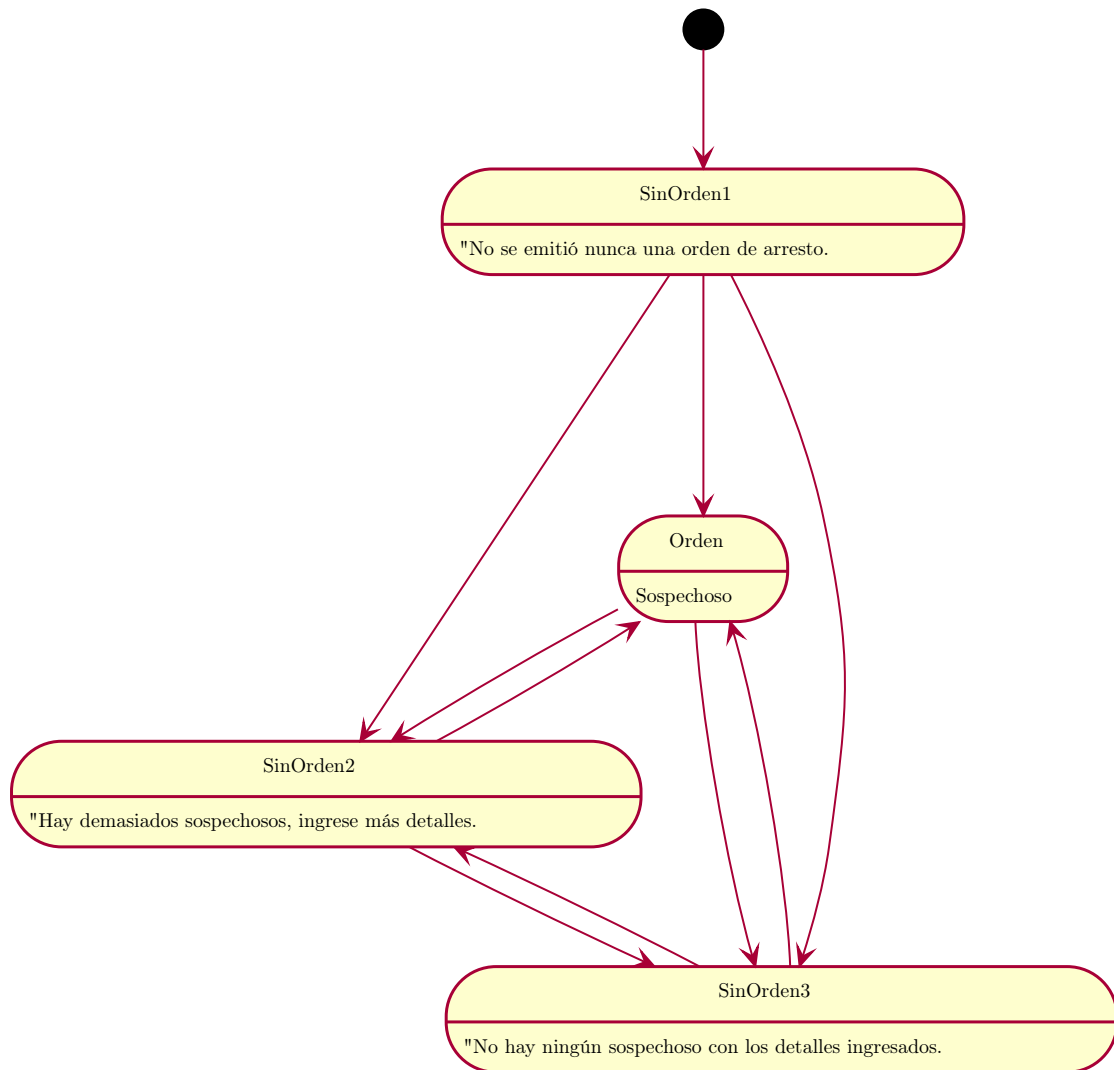 SinOrden1
"No se emitió nunca una orden de arresto.
Orden
Sospechoso
SinOrden2
"Hay demasiados sospechosos, ingrese más detalles.
SinOrden3
"No hay ningún sospechoso con los detalles ingresados.